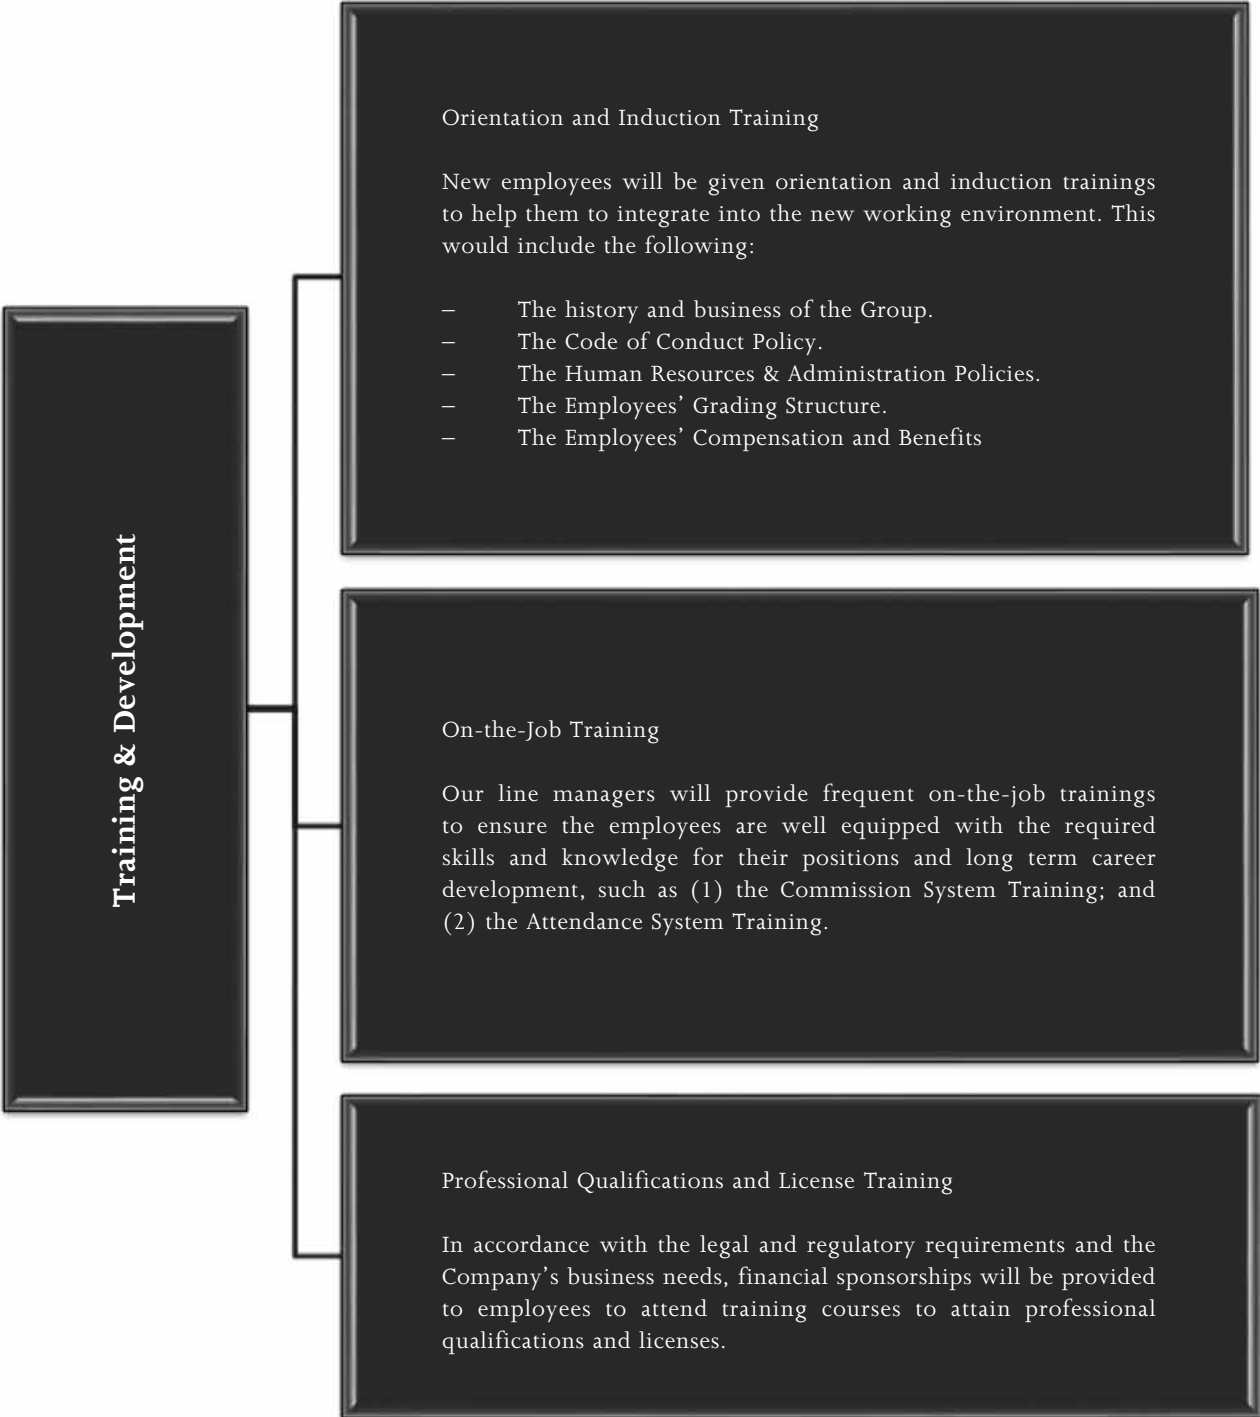 Training & Development
Orientation and Induction Training
New employees will be given orientation and induction trainings
to help them to integrate into the new working environment. This
would include the following:
– The history and business of the Group.
– The Code of Conduct Policy.
– The Human Resources & Administration Policies.
– The Employees’ Grading Structure.
– The Employees’ Compensation and Benefits
On-the-Job Training
Our line managers will provide frequent on-the-job trainings
to ensure the employees are well equipped with the required
skills and knowledge for their positions and long term career
development, such as (1) the Commission System Training; and
(2) the Attendance System Training.
Professional Qualifications and License Training
In accordance with the legal and regulatory requirements and the
Company’s business needs, financial sponsorships will be provided
to employees to attend training courses to attain professional
qualifications and licenses.